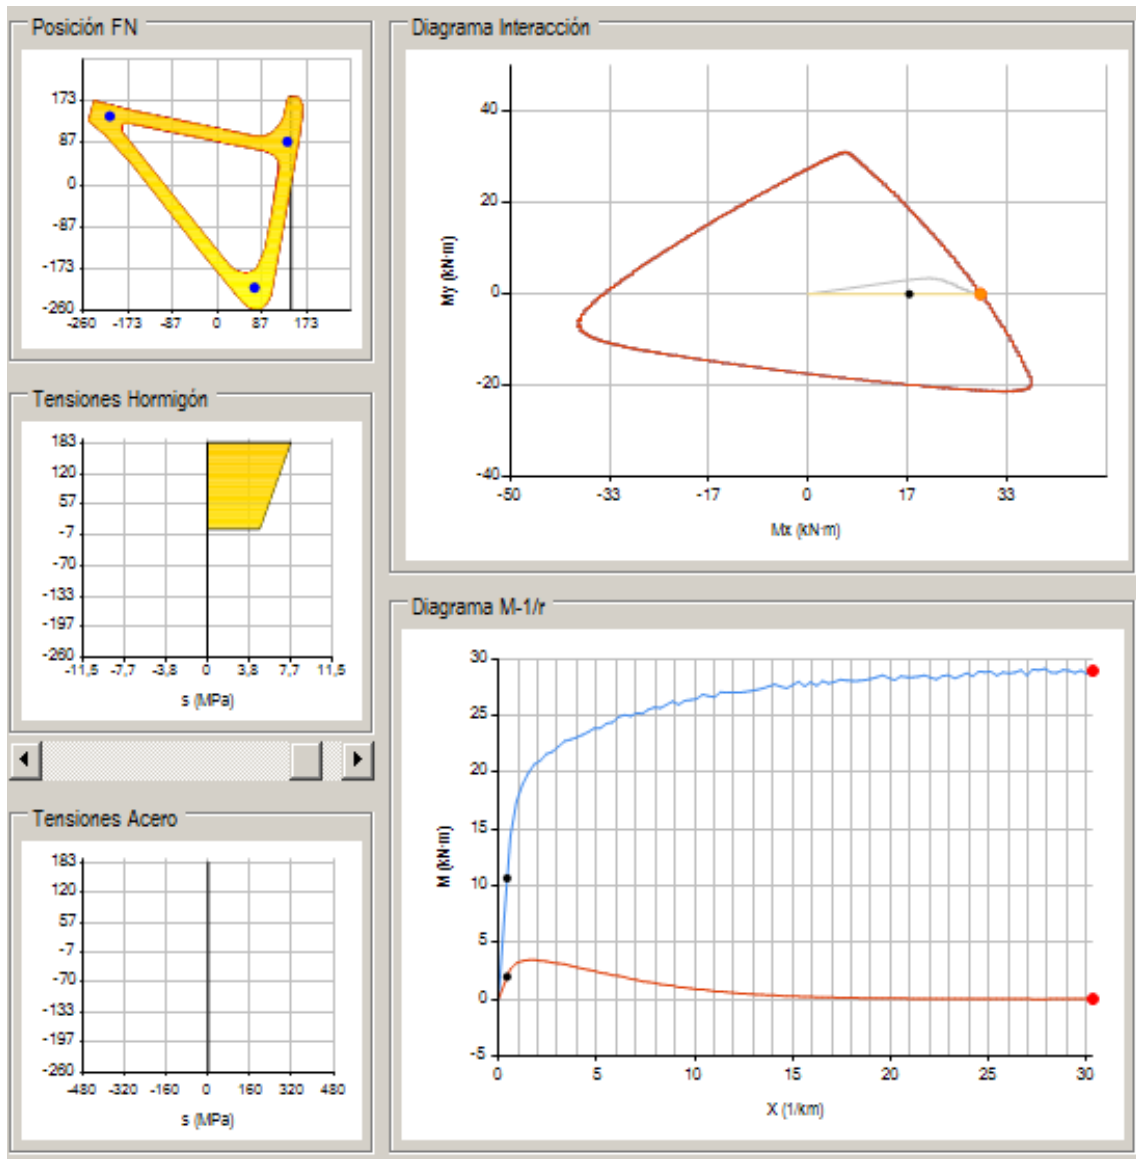 Posición FN
173
87
0
-87
-173
-260
-260 -173 -87 0 87 173
Tensiones Hormigón
183
120
57
-7
-70
-133
-197
-260
-11,5 -7,7 -3,8 0 3,8 7,7 11,5
s (MPa)
Tensiones Acero
183
120
57
-7
-70
-133
-197
-260
-480 -320 -160 0 160 320 480
s (MPa)
Diagrama Interacción
My (kN·m)
40
20
0
-20
-40
-50 -33 -17 0 17 33
Mx (kN·m)
Diagrama M-1/r
M (kN·m)
30
25
20
15
10
5
0
-5
0 5 10 15 20 25 30
X (1/km)